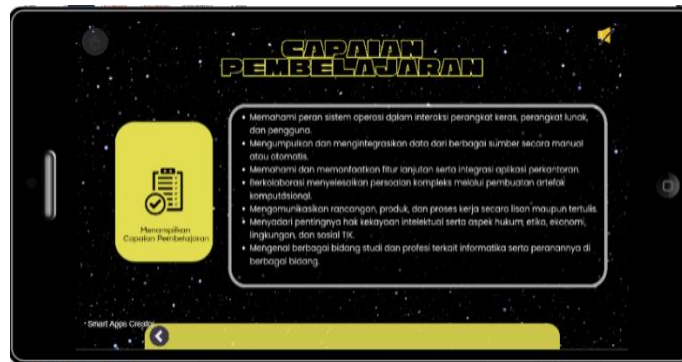 CAPAIAN
PEMBELAJARAN
• Memahami peran sistem operasi dalam interaksi perangkat keras, perangkat lunak,
dan pengguna.
• Mengumpulkan dan mengintegrasikan data dari berbagai sumber secara manual
atau otomatis.
• Memahami dan memanfaatkan fitur lanjutan serta integrasi aplikasi perkantoran.
• Berkolaborasi menyelesaikan persoalan kompleks melalui pembuatan artefak
komputasional.
• Mengomunikasikan rancangan, produk, dan proses kerja secara lisan maupun tertulis.
• Menyadari pentingnya hak kekayaan intelektual serta aspek hukum, etika, ekonomi,
lingkungan, dan sosial TIK.
• Mengenal berbagai bidang studi dan profesi terkait informatika serta peranannya di
berbagai bidang.
Menampilkan
Capaian Pembelajaran
Smart Apps Creator